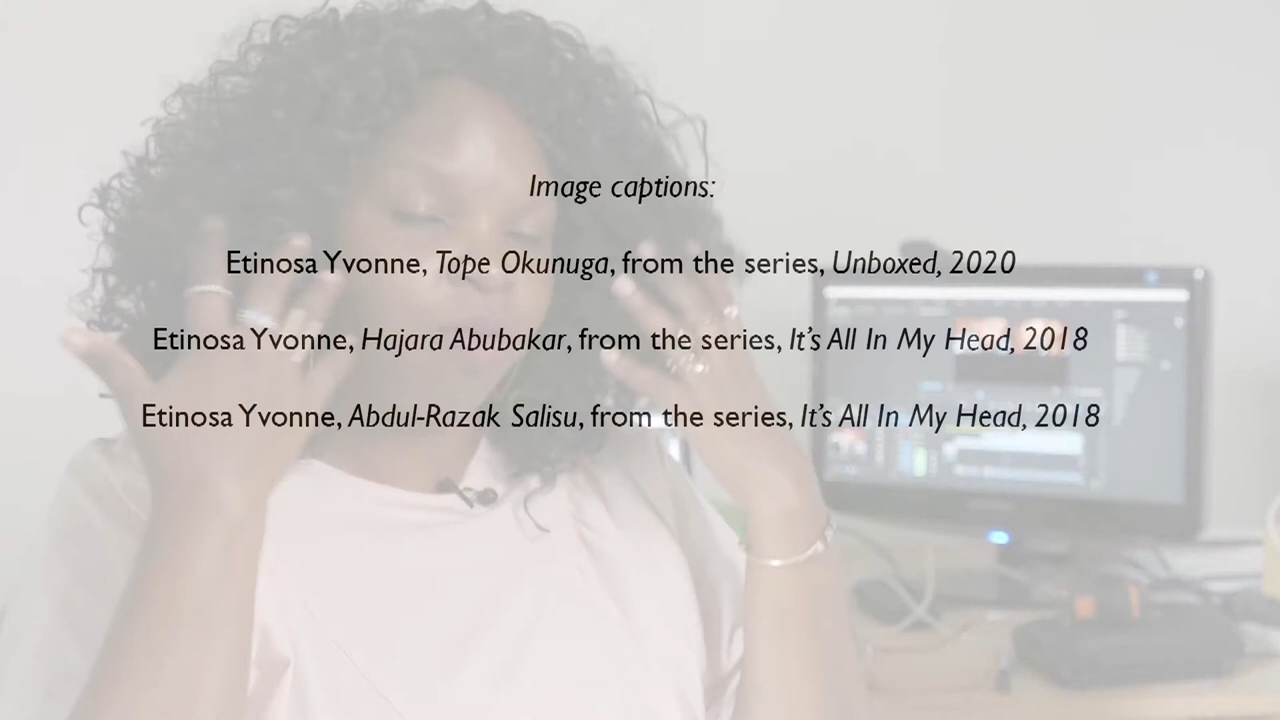 Image captions:
Etinosa Yvonne, Tope Okunuga, from the series, Unboxed, 2020
Etinosa Yvonne, Hajara Abubakar, from the series, It's All In My Head, 2018
Etinosa Yvonne, Abdul-Razak Salisu, from the series, It's All In My Head, 2018